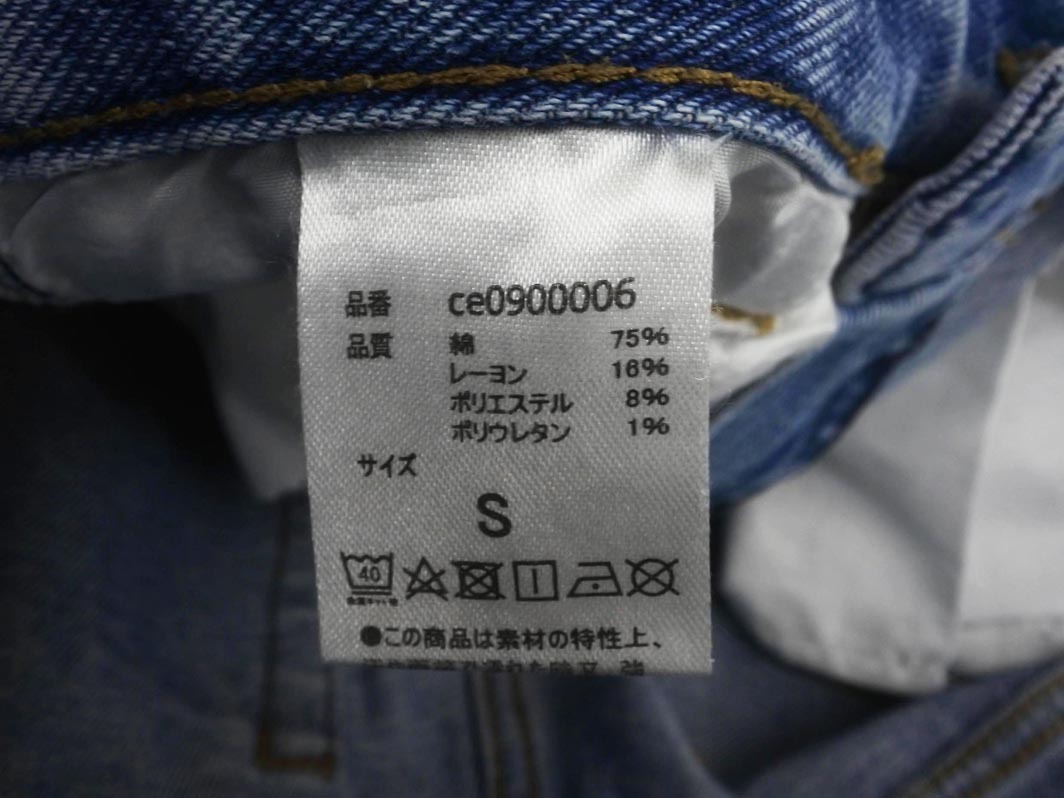 品番 ce0900006
品質 綿 75%
レーヨン 16%
ポリエステル 8%
ポリウレタン 1%
サイズ
S
40
●この商品は素材の特性上、